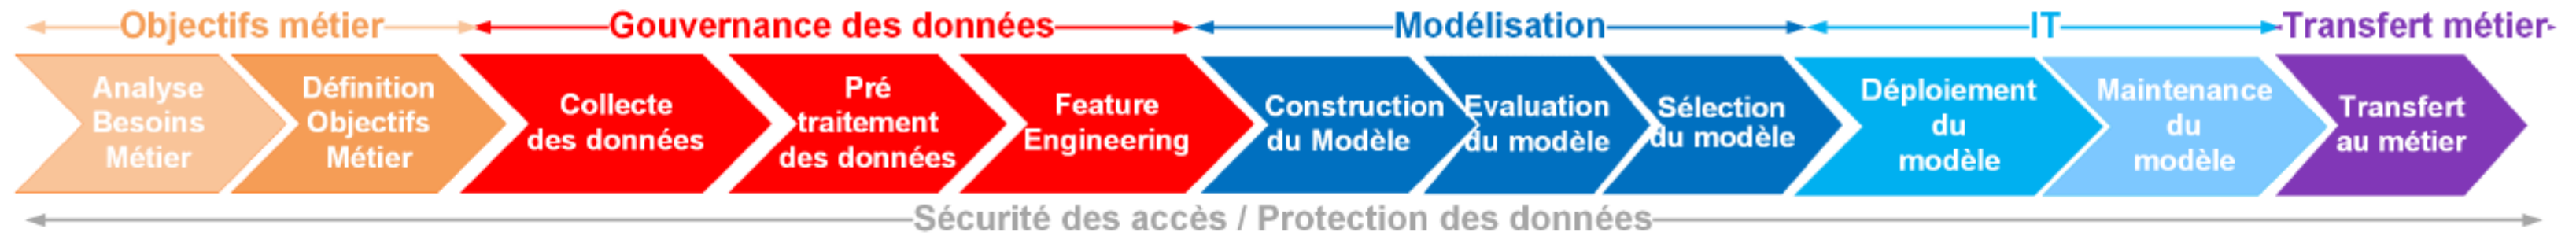 Objectifs métier
Gouvernance des données
Modélisation
IT
Transfert métier
Analyse
Besoins
Métier
Définition
Objectifs
Métier
Collecte
des données
Pré
traitement
des données
Feature
Engineering
Construction
du Modèle
Evaluation
du modèle
Sélection
du modèle
Déploiement
du
modèle
Maintenance
du
modèle
Transfert
au métier
Sécurité des accès / Protection des données